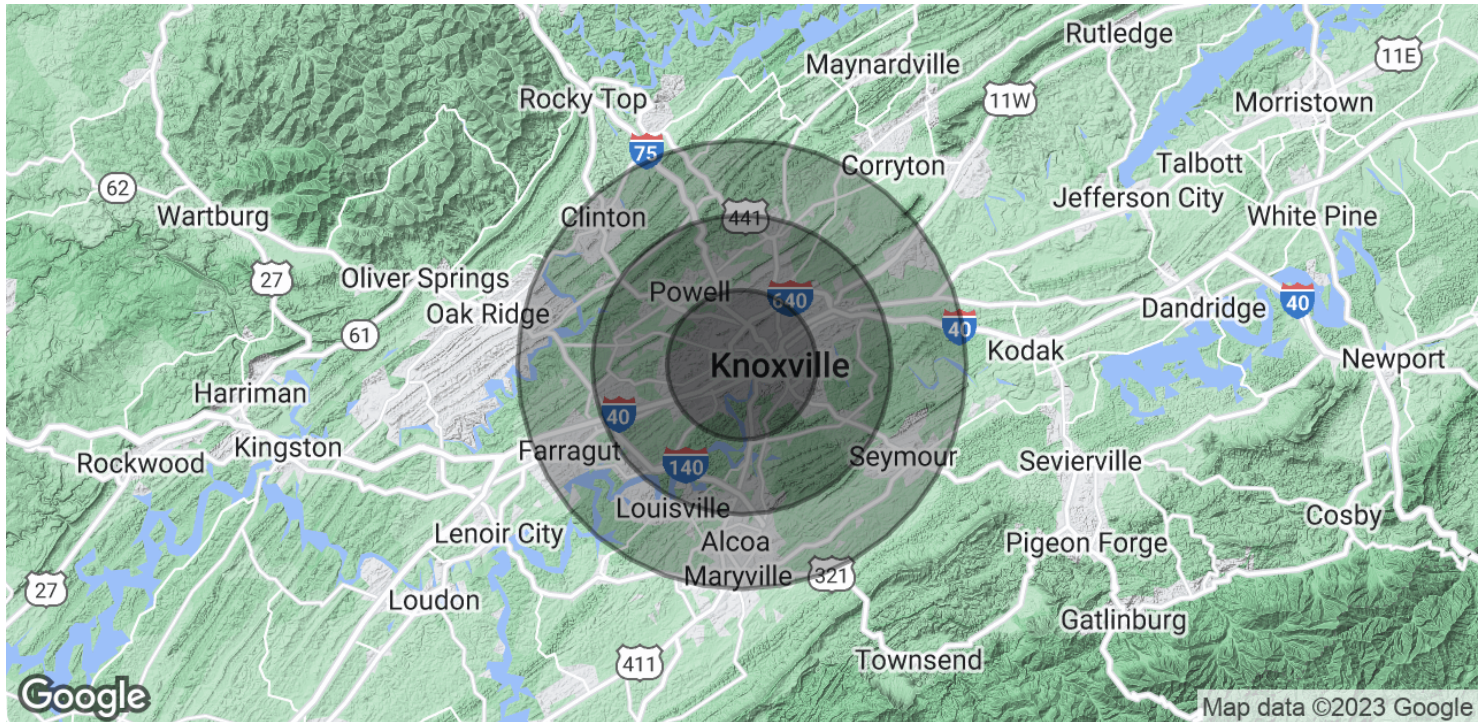 Rutledge
11E
Maynardville
Rocky Top
11W
Morristown
75
Corryton
Talbott
62
Jefferson City
Wartburg
Clinton
441
White Pine
27
Oliver Springs
Powell
640
40
Oak Ridge
Dandridge
61
40
Kodak
Newport
Knoxville
Harriman
40
Kingston
Farragut
Seymour
Sevierville
Rockwood
140
Louisville
Cosby
Lenoir City
Alcoa
Pigeon Forge
Maryville
321
27
Loudon
Gatlinburg
411
Townsend
Google
Map data ©2023 Google